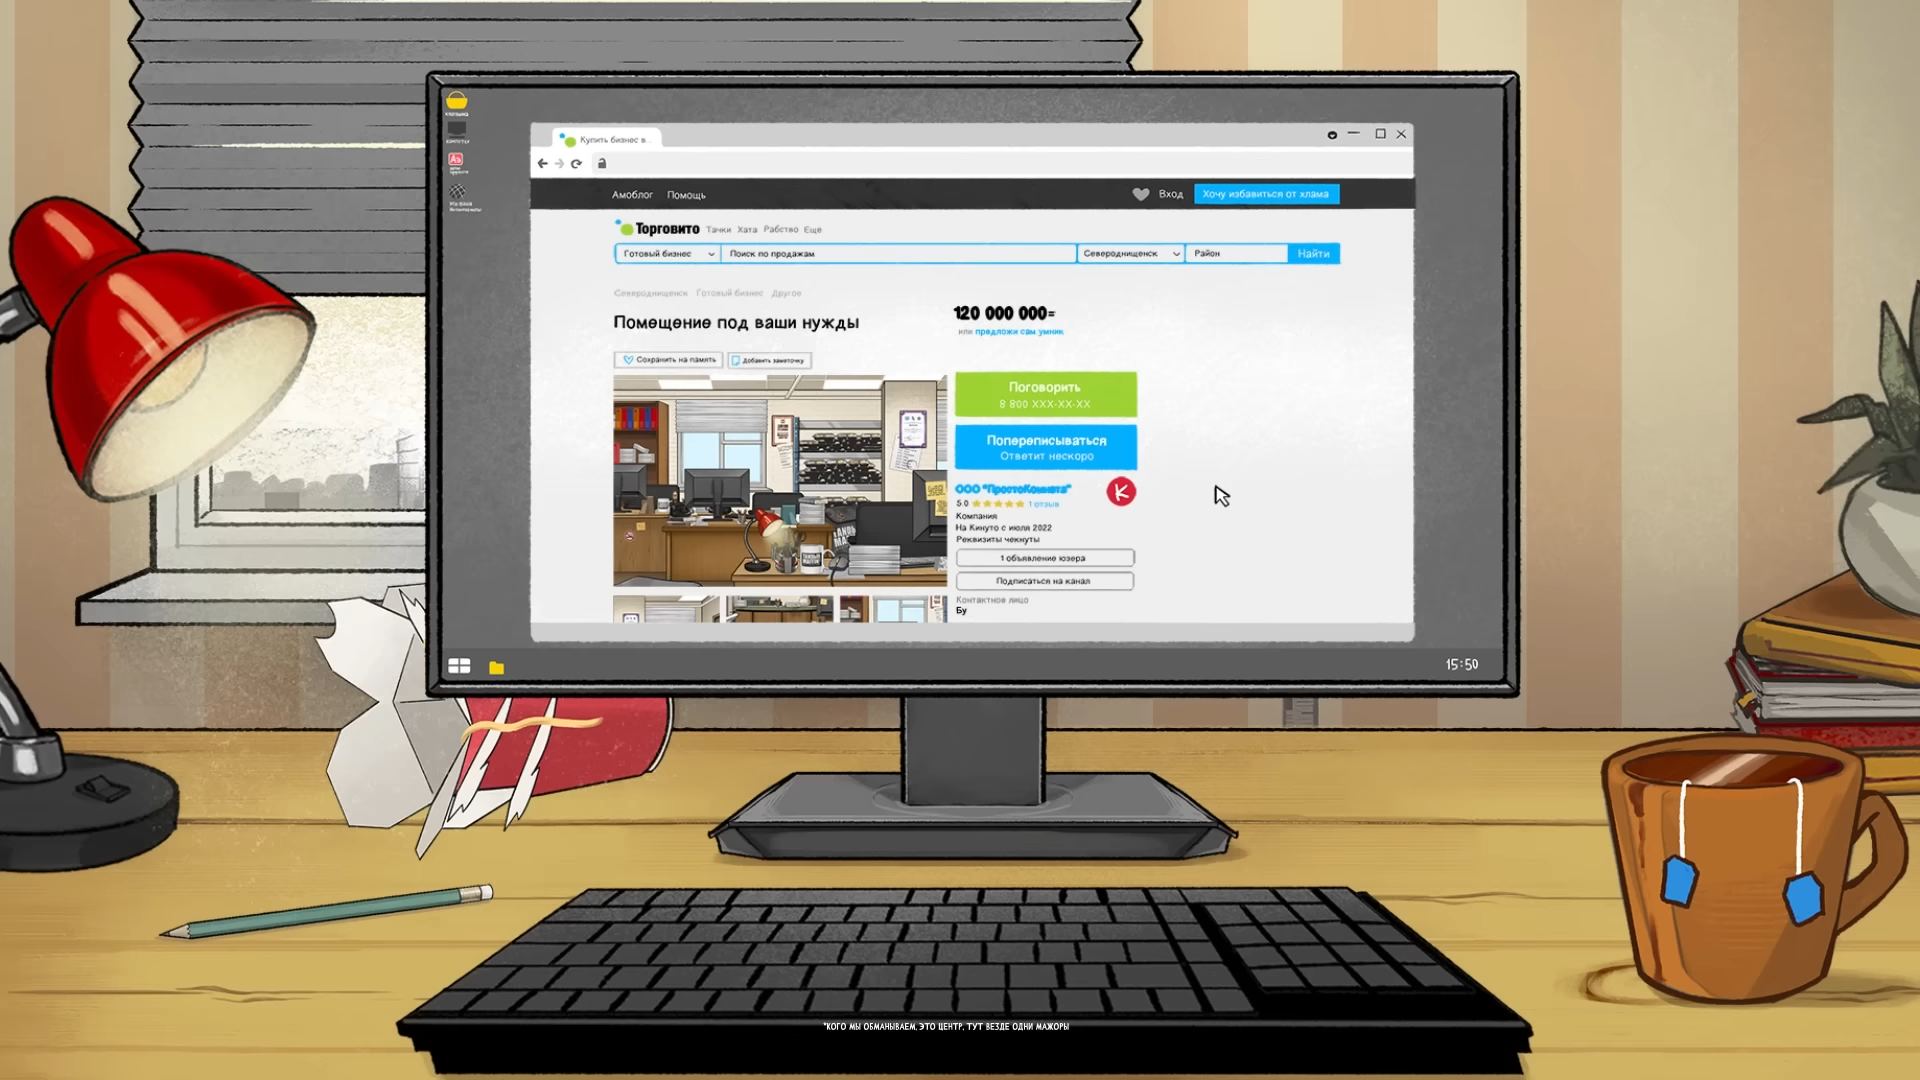 Купить бизнес в...
Амоблог Помощь Вход Хочу избавиться от хлама
Торговито Тачки Хата Рабство Ещё
Готовый бизнес Поиск по продажам Североднищенск Район Найти
Североднищенск Готовый бизнес Другое
120 000 000=
Помещение под ваши нужды
или предложи сам умник
Сохранить на память Добавить заметочку
Поговорить
8 800 XXX-XX-XX
Попереписываться
Ответит нескоро
ООО "ПростоКомната"
5.0 1 отзыв
Компания
На Кинуто с июля 2022
Реквизиты чекнуты
1 объявление юзера
Подписаться на канал
Контактное лицо
Бу
15:50
*КОГО МЫ ОБМАНЫВАЕМ, ЭТО ЦЕНТР, ТУТ ВЕЗДЕ ОДНИ МАЖОРЫ